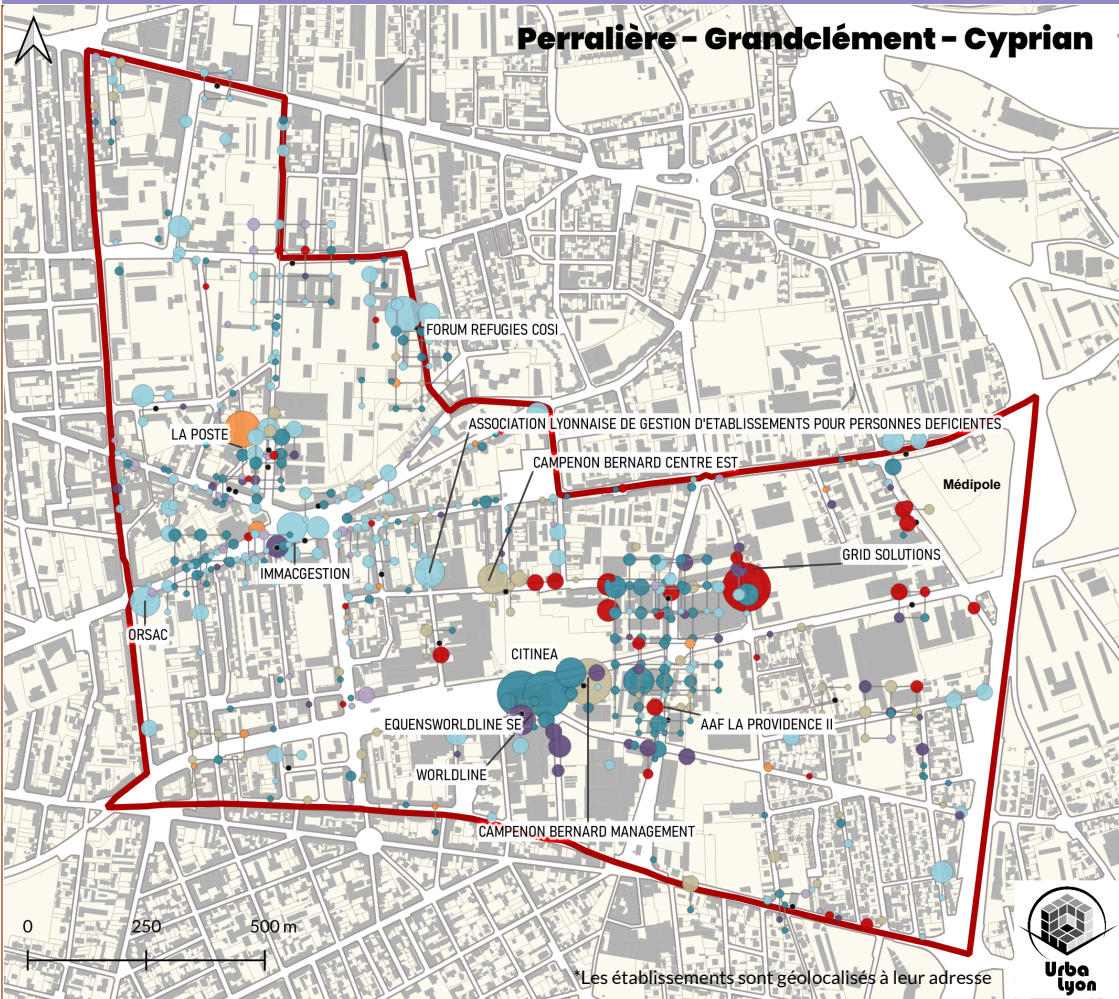 Perralière – Grandclément – Cyprian
FORUM REFUGIES COSI
LA POSTE
ASSOCIATION LYONNAISE DE GESTION D'ETABLISSEMENTS POUR PERSONNES DEFICIENTES
CAMPENON BERNARD CENTRE EST
Médipole
GRID SOLUTIONS
IMMACGESTION
ORSAC
CITINEA
EQUENSWORLDLINE SE
AAF LA PROVIDENCE II
WORLDLINE
CAMPENON BERNARD MANAGEMENT
0 250 500 m
*Les établissements sont géolocalisés à leur adresse
Urba
Lyon